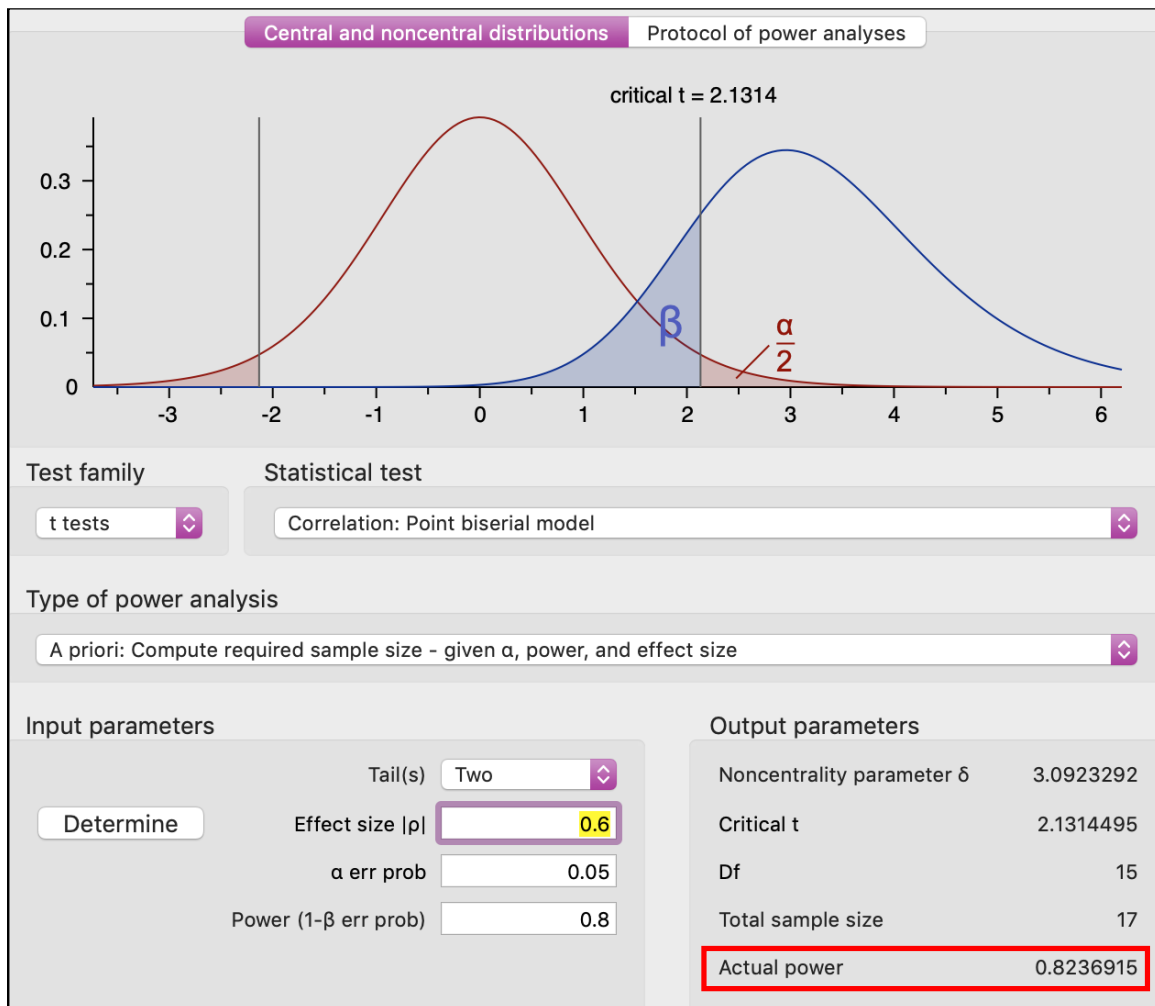 Central and noncentral distributions
Protocol of power analyses
critical t = 2.1314
0.3
0.2
0.1
0
β
α
2
-3 -2 -1 0 1 2 3 4 5 6
Test family
Statistical test
t tests
Correlation: Point biserial model
Type of power analysis
A priori: Compute required sample size - given α, power, and effect size
Input parameters
Tail(s) Two
Determine
Effect size |ρ| 0.6
α err prob 0.05
Power (1-β err prob) 0.8
Output parameters
Noncentrality parameter δ 3.0923292
Critical t 2.1314495
Df 15
Total sample size 17
Actual power 0.8236915